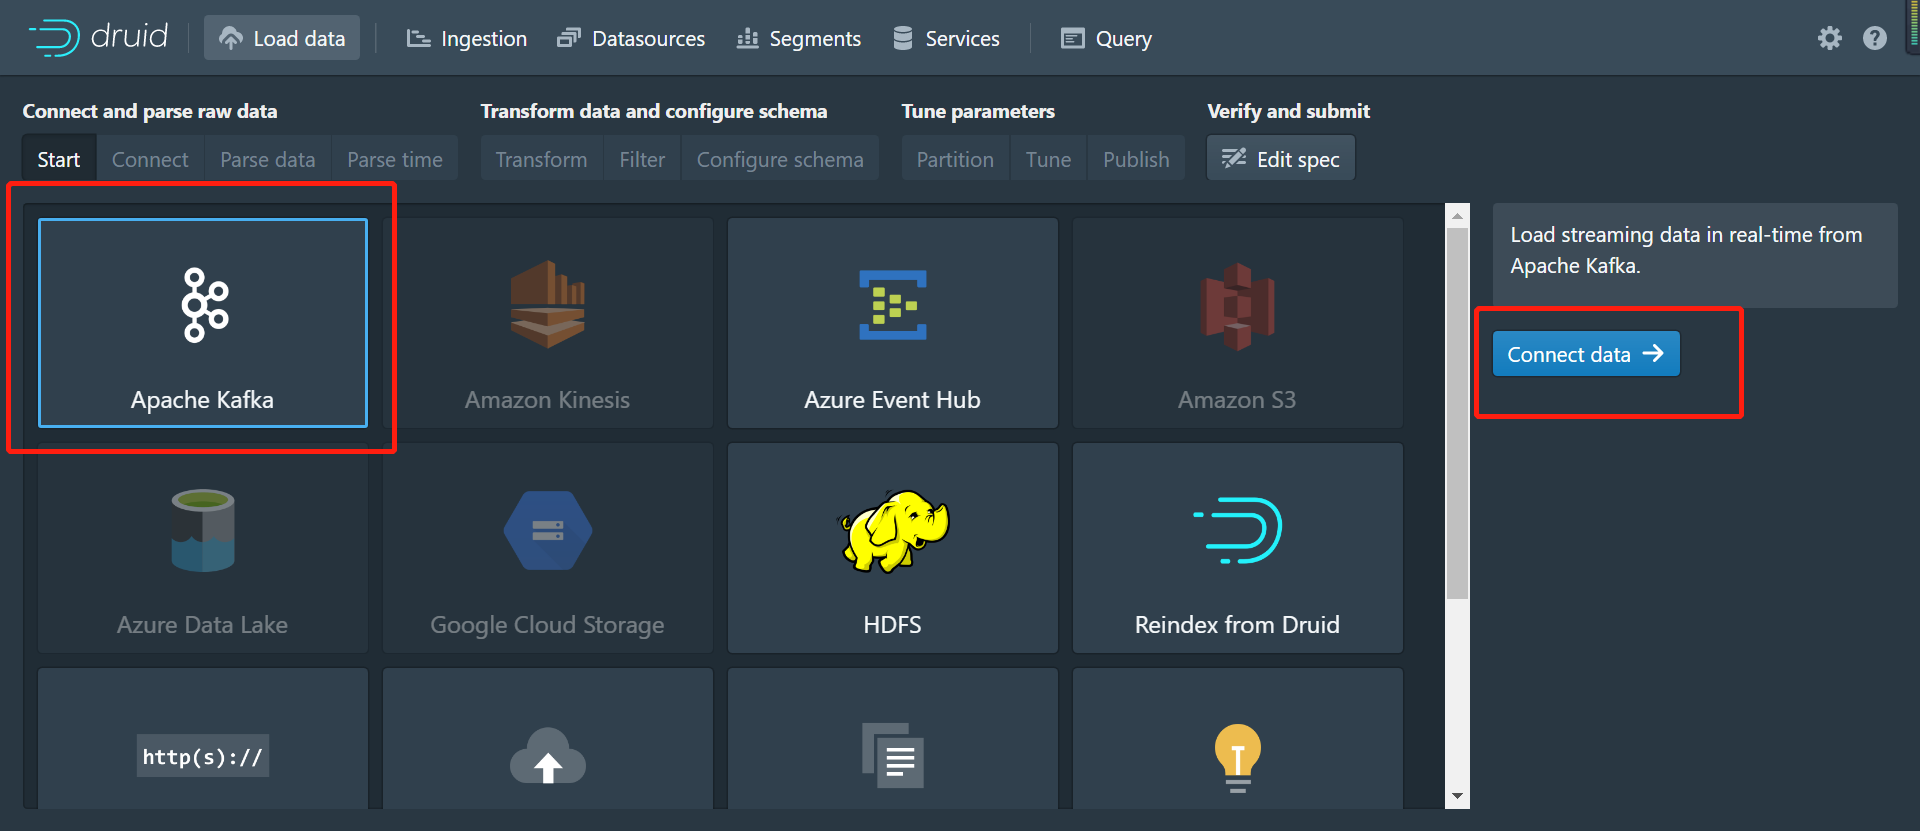 druid Load data Ingestion Datasources Segments Services Query
Connect and parse raw data Transform data and configure schema Tune parameters Verify and submit
Start Connect Parse data Parse time Transform Filter Configure schema Partition Tune Publish Edit spec
Load streaming data in real-time from
Apache Kafka.
Connect data
Apache Kafka Amazon Kinesis Azure Event Hub Amazon S3
Azure Data Lake Google Cloud Storage HDFS Reindex from Druid
http(s)://